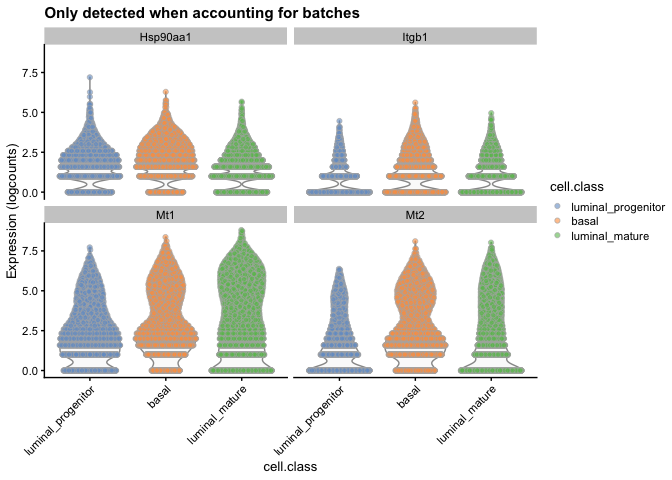 Only detected when accounting for batches
Hsp90aa1
Itgb1
7.5
5.0
2.5
0.0
Mt1
Mt2
7.5
5.0
2.5
0.0
Expression (logcounts)
luminal_progenitor
basal
luminal_mature
luminal_progenitor
basal
luminal_mature
cell.class
cell.class
luminal_progenitor
basal
luminal_mature